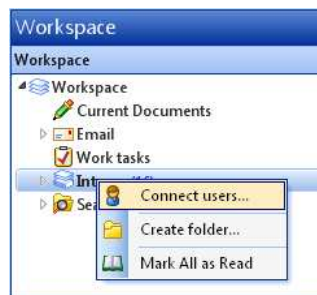 Workspace
Workspace
Workspace
Current Documents
Email
Work tasks
Connect users...
Create folder...
Mark All as Read